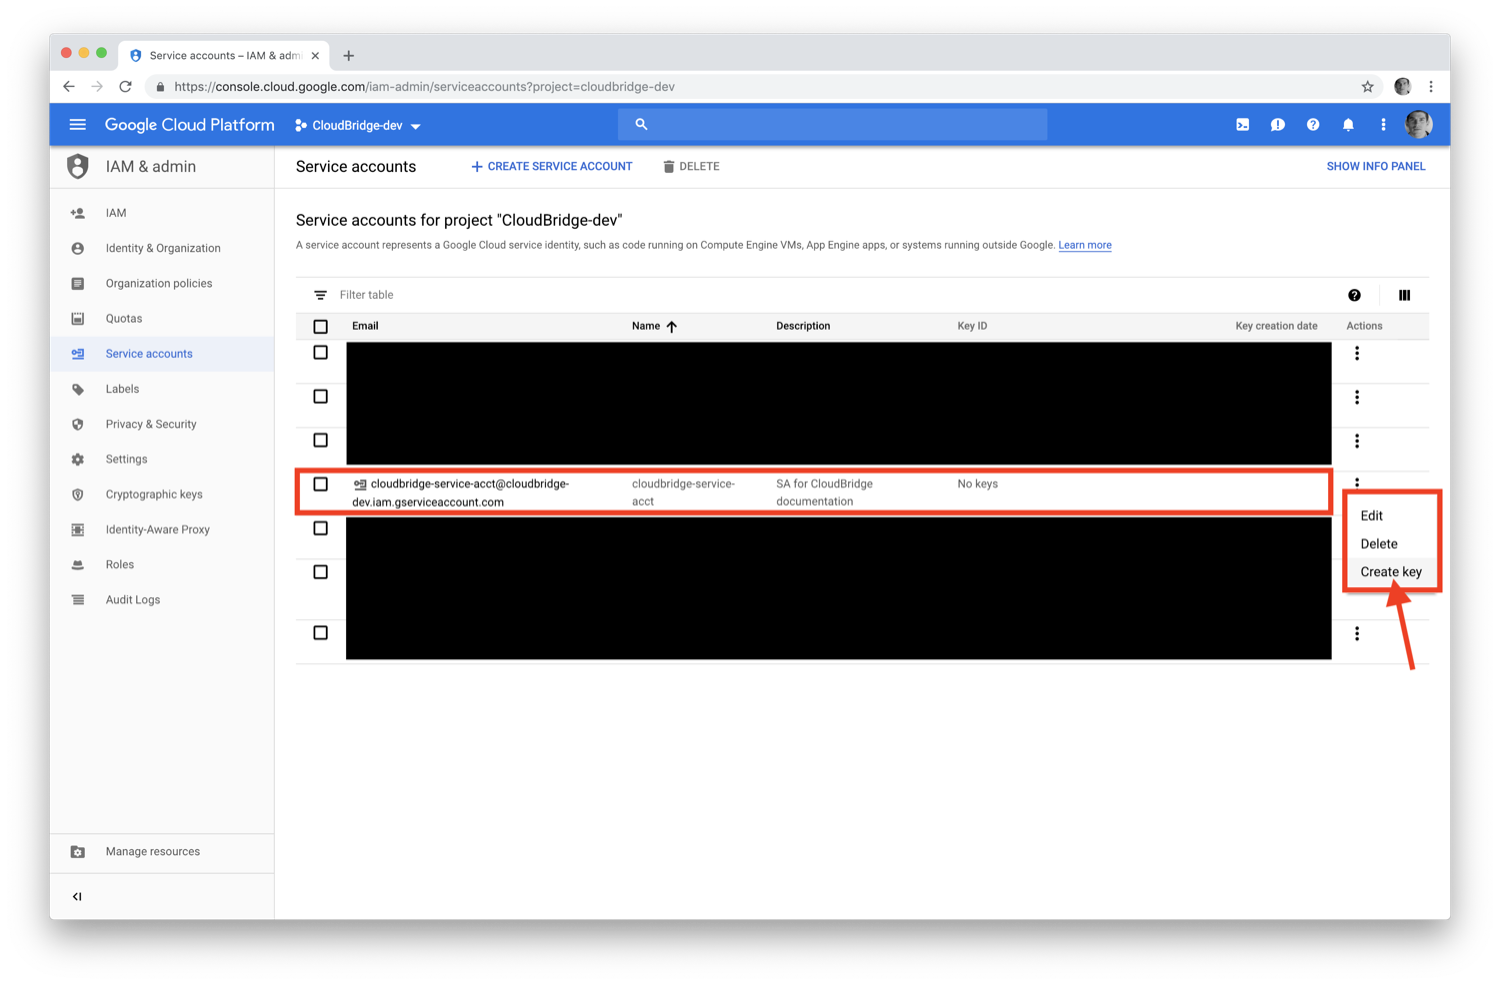 Service accounts – IAM & adm
https://console.cloud.google.com/iam-admin/serviceaccounts?project=cloudbridge-dev
Google Cloud Platform
CloudBridge-dev
IAM & admin
Service accounts
CREATE SERVICE ACCOUNT
DELETE
SHOW INFO PANEL
IAM
Identity & Organization
Organization policies
Quotas
Service accounts
Labels
Privacy & Security
Settings
Cryptographic keys
Identity-Aware Proxy
Roles
Audit Logs
Manage resources
Service accounts for project "CloudBridge-dev"
A service account represents a Google Cloud service identity, such as code running on Compute Engine VMs, App Engine apps, or systems running outside Google. Learn more
Filter table
Email Name Description Key ID Key creation date Actions
cloudbridge-service-acct@cloudbridge- cloudbridge-service- SA for CloudBridge No keys
dev.iam.gserviceaccount.com acct documentation
Edit
Delete
Create key